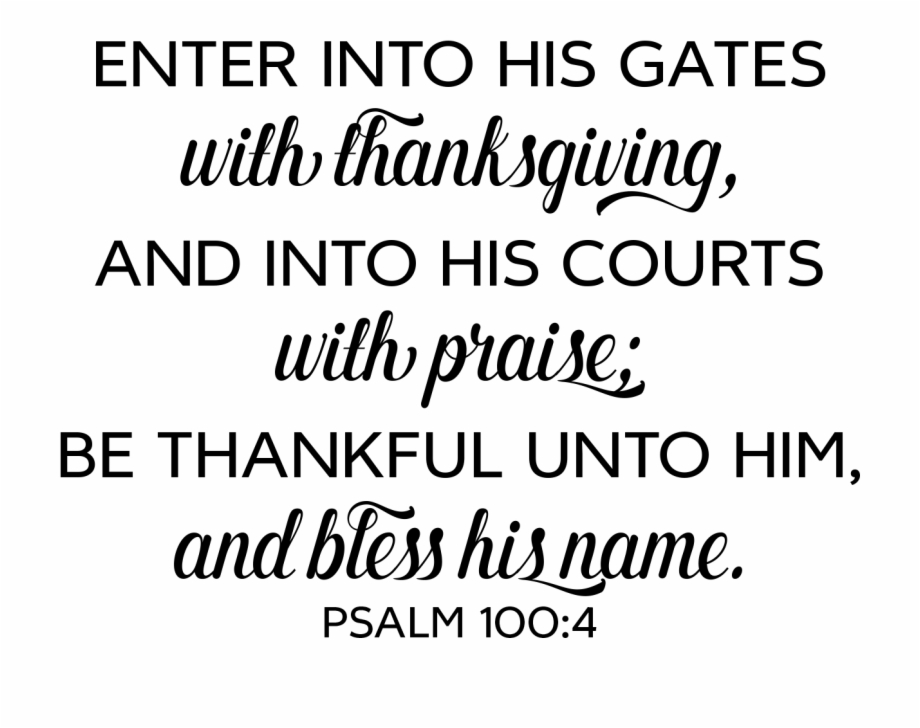 ENTER INTO HIS GATES
with thanksgiving,
AND INTO HIS COURTS
with praise;
BE THANKFUL UNTO HIM,
and bless his name.
PSALM 100:4